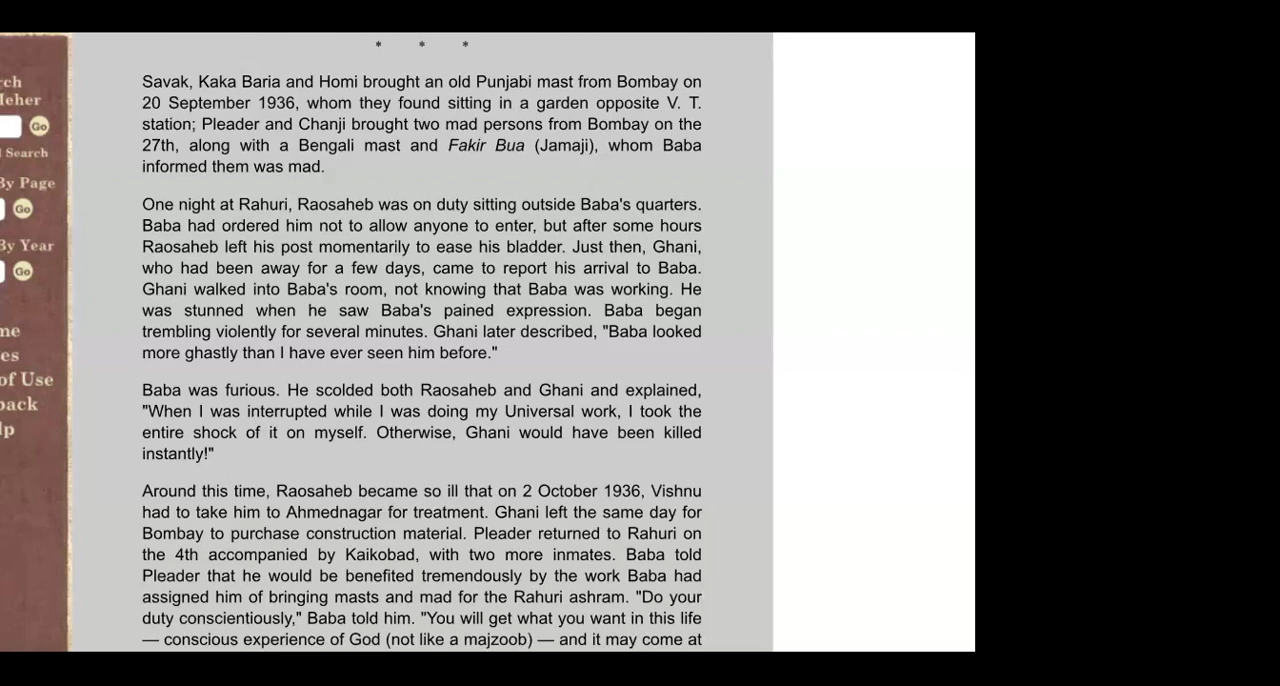 * * *
Savak, Kaka Baria and Homi brought an old Punjabi mast from Bombay on
20 September 1936, whom they found sitting in a garden opposite V. T.
station; Pleader and Chanji brought two mad persons from Bombay on the
27th, along with a Bengali mast and Fakir Bua (Jamaji), whom Baba
informed them was mad.
One night at Rahuri, Raosaheb was on duty sitting outside Baba's quarters.
Baba had ordered him not to allow anyone to enter, but after some hours
Raosaheb left his post momentarily to ease his bladder. Just then, Ghani,
who had been away for a few days, came to report his arrival to Baba.
Ghani walked into Baba's room, not knowing that Baba was working. He
was stunned when he saw Baba's pained expression. Baba began
trembling violently for several minutes. Ghani later described, "Baba looked
more ghastly than I have ever seen him before."
Baba was furious. He scolded both Raosaheb and Ghani and explained,
"When I was interrupted while I was doing my Universal work, I took the
entire shock of it on myself. Otherwise, Ghani would have been killed
instantly!"
Around this time, Raosaheb became so ill that on 2 October 1936, Vishnu
had to take him to Ahmednagar for treatment. Ghani left the same day for
Bombay to purchase construction material. Pleader returned to Rahuri on
the 4th accompanied by Kaikobad, with two more inmates. Baba told
Pleader that he would be benefited tremendously by the work Baba had
assigned him of bringing masts and mad for the Rahuri ashram. "Do your
duty conscientiously," Baba told him. "You will get what you want in this life
— conscious experience of God (not like a majzoob) — and it may come at
Go
Search
By Page
Go
By Year
Go
of Use